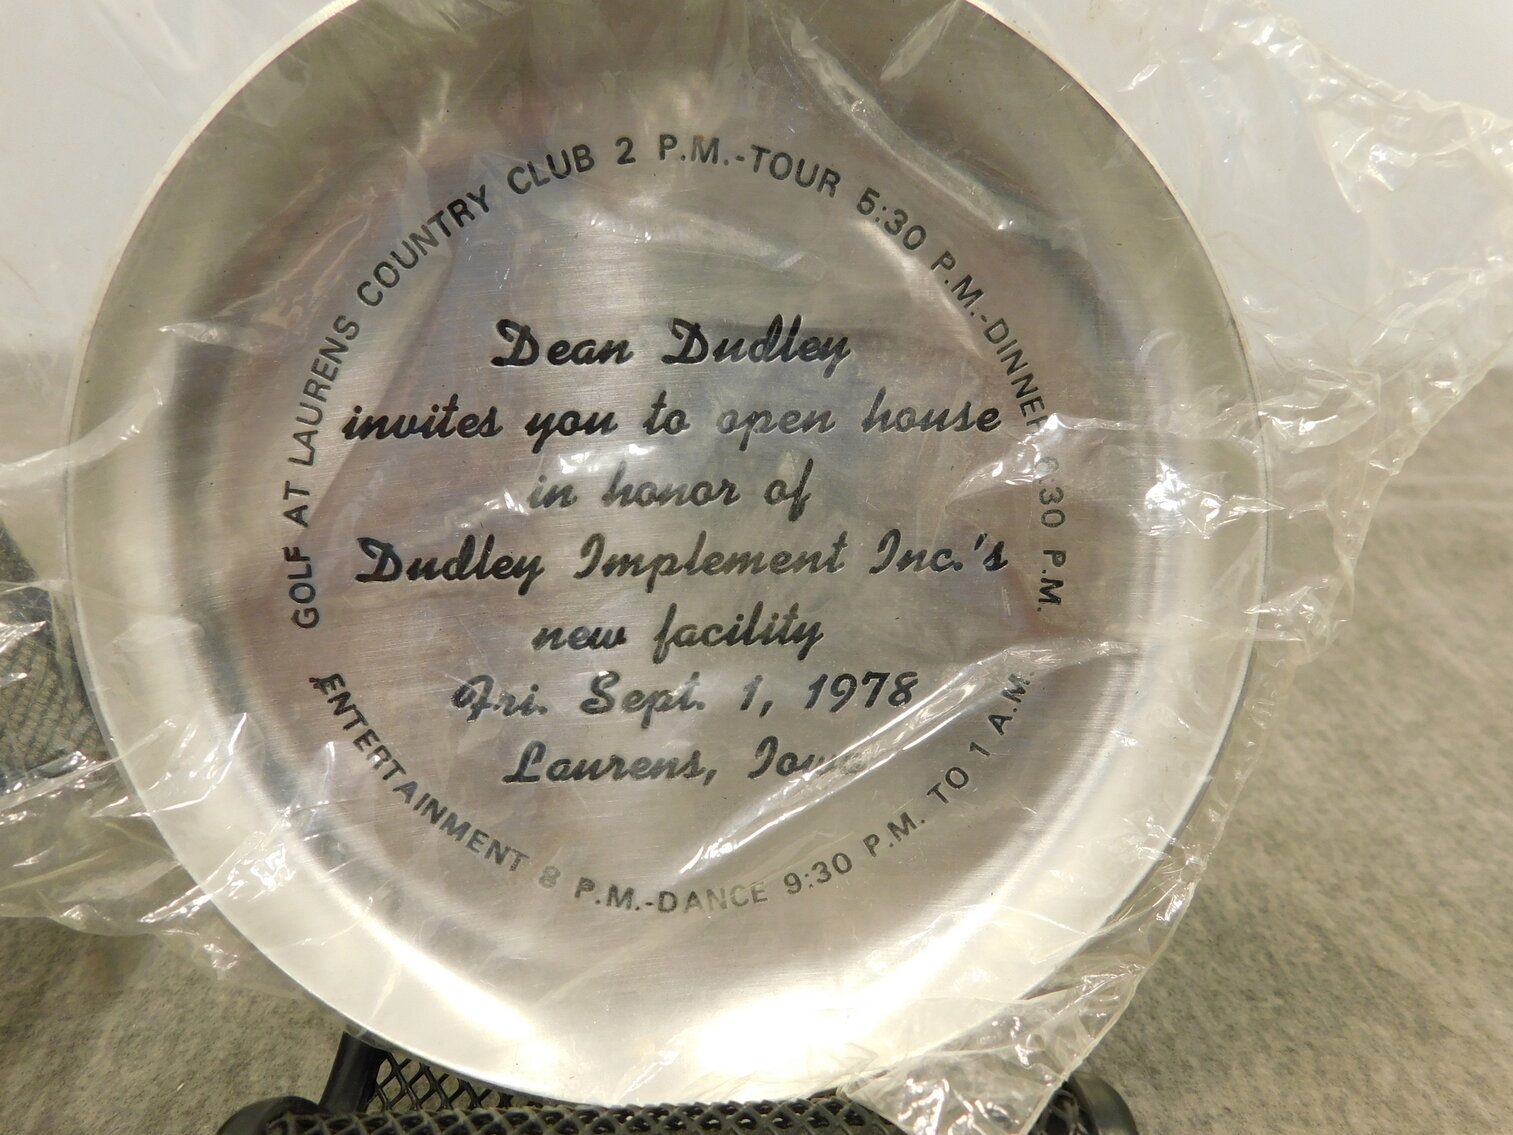 GOLF AT LAURENS COUNTRY CLUB 2 P.M.-TOUR 5:30 P.M.-DINNER 6:30 P.M.
Dean Dudley
invites you to open house
in honor of
Dudley Implement Inc.'s
new facility
Fri. Sept. 1, 1978
Laurens, Iowa
ENTERTAINMENT 8 P.M.-DANCE 9:30 P.M. TO 1 A.M.